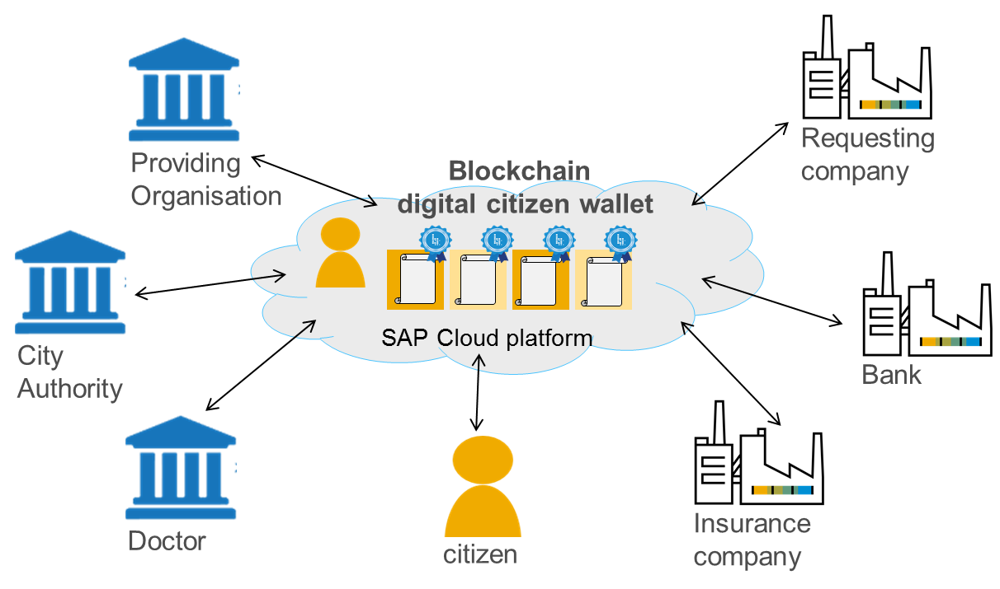 Providing
Organisation
Requesting
company
Blockchain
digital citizen wallet
City
Authority
SAP Cloud platform
Bank
Doctor
citizen
Insurance
company